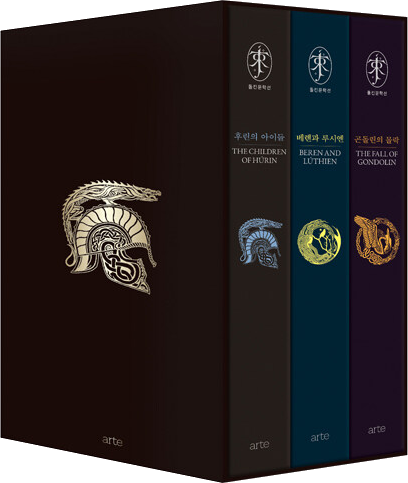 톨킨문학선
후린의 아이들
THE CHILDREN
OF HÚRIN
arte
톨킨문학선
베렌과 루시엔
BEREN AND
LÚTHIEN
arte
톨킨문학선
곤돌린의 몰락
THE FALL OF
GONDOLIN
arte
arte